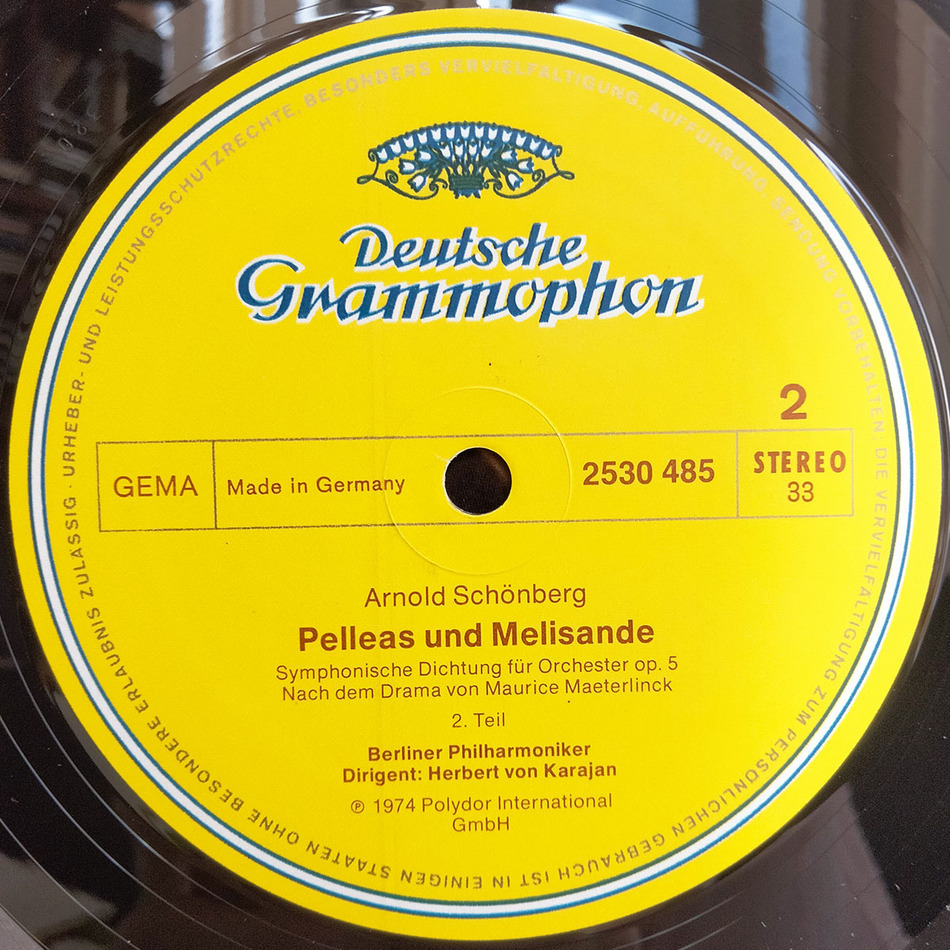 URHEBER- UND LEISTUNGSSCHUTZRECHTE, BESONDERE VERVIELFÄLTIGUNG, AUFFÜHRUNG, SENDUNG VORBEHALTEN! DIE VERVIELFÄLTIGUNG ZUM PERSÖNLICHEN GEBRAUCH IST IN EINIGEN STAATEN OHNE BESONDERE ERLAUBNIS ZULÄSSIG ·
Deutsche
Grammophon
2
GEMA
Made in Germany
2530 485
STEREO
33
Arnold Schönberg
Pelleas und Melisande
Symphonische Dichtung für Orchester op. 5
Nach dem Drama von Maurice Maeterlinck
2. Teil
Berliner Philharmoniker
Dirigent: Herbert von Karajan
℗ 1974 Polydor International
GmbH